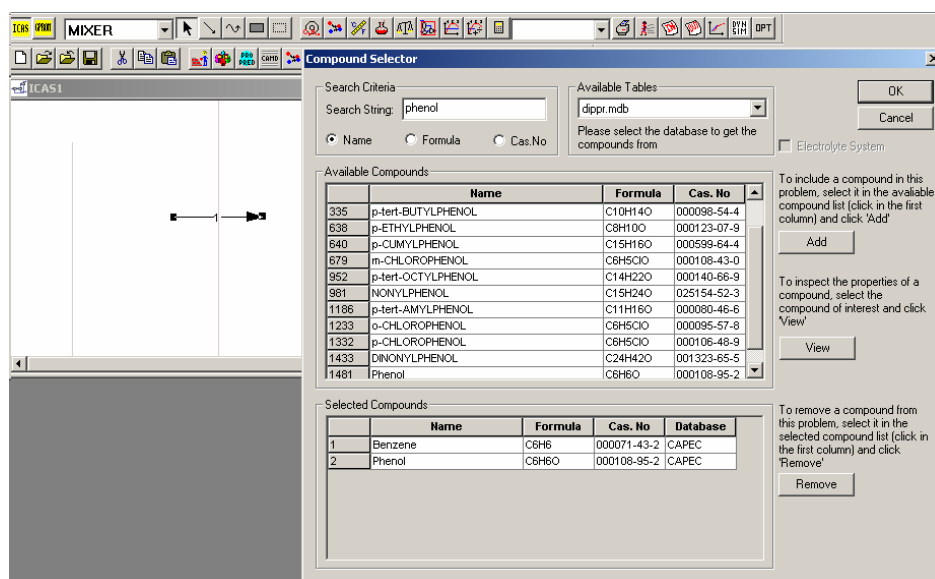 ICAS GPROMS MIXER DYN SIM OPT
PRO PRED CAMD Compound Selector
ICAS1
1
Search Criteria
Search String: phenol
Name Formula Cas.No
Available Tables
dippr.mdb
Please select the database to get the
compounds from
OK
Cancel
Electrolyte System
Available Compounds
Name Formula Cas. No
335 p-tert-BUTYLPHENOL C10H14O 000098-54-4
638 p-ETHYLPHENOL C8H10O 000123-07-9
640 p-CUMYLPHENOL C15H16O 000599-64-4
679 m-CHLOROPHENOL C6H5ClO 000108-43-0
952 p-tert-OCTYLPHENOL C14H22O 000140-66-9
981 NONYLPHENOL C15H24O 025154-52-3
1186 p-tert-AMYLPHENOL C11H16O 000080-46-6
1233 o-CHLOROPHENOL C6H5ClO 000095-57-8
1332 p-CHLOROPHENOL C6H5ClO 000106-48-9
1433 DINONYLPHENOL C24H42O 001323-65-5
1481 Phenol C6H6O 000108-95-2
To include a compound in this
problem, select it in the avaliable
compound list (click in the first
column) and click 'Add'
Add
To inspect the properties of a
compound, select the
compound of interest and click
'View'
View
Selected Compounds
Name Formula Cas. No Database
1 Benzene C6H6 000071-43-2 CAPEC
2 Phenol C6H6O 000108-95-2 CAPEC
To remove a compound from
this problem, select it in the
selected compound list (click in
the first column) and click
'Remove'
Remove